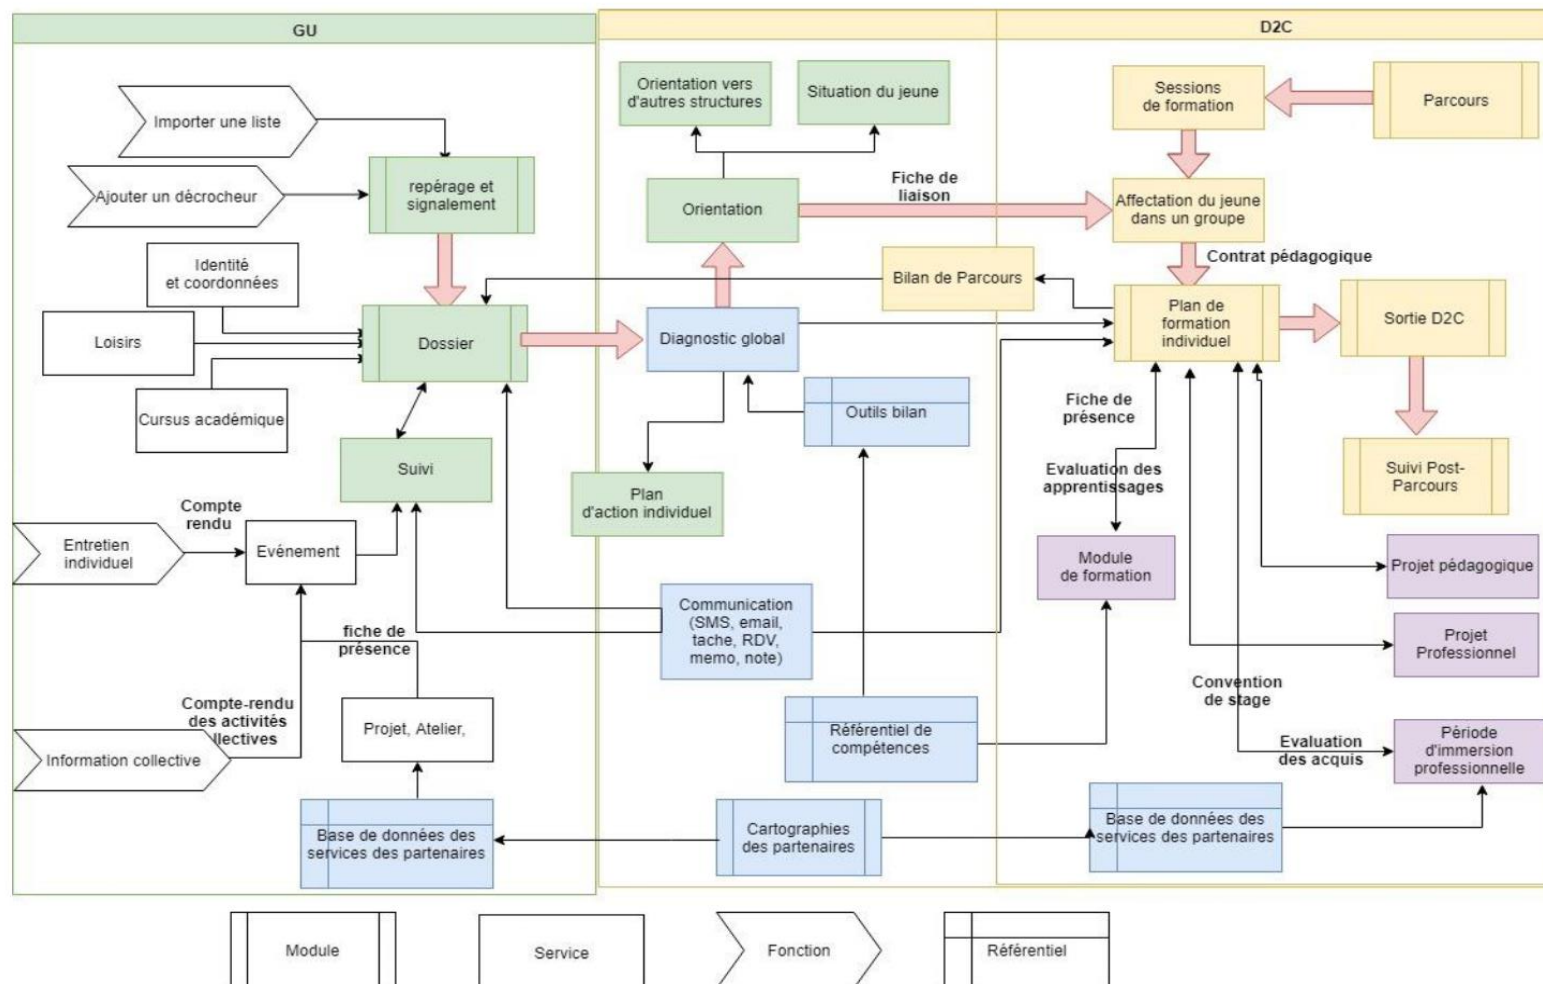 GU
D2C
Importer une liste
Ajouter un décrocheur
repérage et
signalement
Identité
et coordonnées
Loisirs
Cursus académique
Dossier
Suivi
Compte
rendu
Entretien
individuel
Evénement
fiche de
présence
Compte-rendu
des activités
ollectives
Information collective
Projet, Atelier,
Base de données des
services des partenaires
Orientation vers
d'autres structures
Situation du jeune
Orientation
Fiche de
liaison
Bilan de Parcours
Diagnostic global
Outils bilan
Plan
d'action individuel
Communication
(SMS, email,
tache, RDV,
memo, note)
Référentiel de
compétences
Cartographies
des partenaires
Sessions
de formation
Parcours
Affectation du jeune
dans un groupe
Contrat pédagogique
Plan de
formation
individuel
Sortie D2C
Fiche de
présence
Evaluation des
apprentissages
Suivi Post-
Parcours
Module
de formation
Projet pédagogique
Projet
Professionnel
Convention
de stage
Evaluation
des acquis
Période
d'immersion
professionnelle
Base de données des
services des partenaires
Module
Service
Fonction
Référentiel